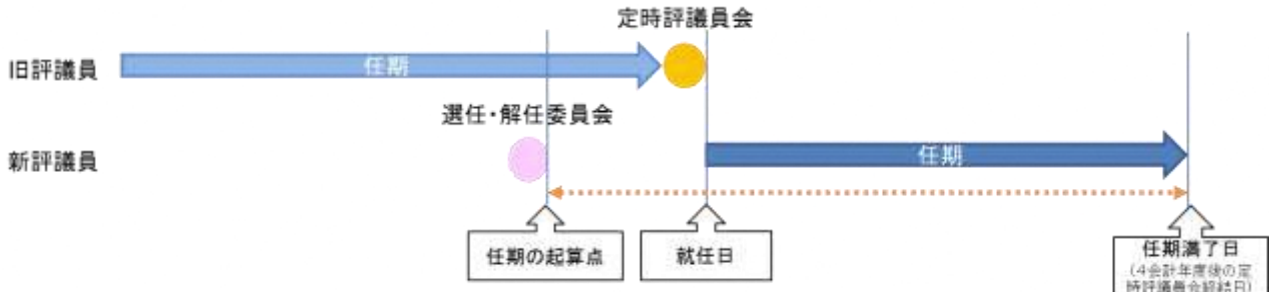 定時評議員会
旧評議員
任期
選任・解任委員会
新評議員
任期
任期の起算点
就任日
任期満了日
(4会計年度後の定
時評議員会終結日)